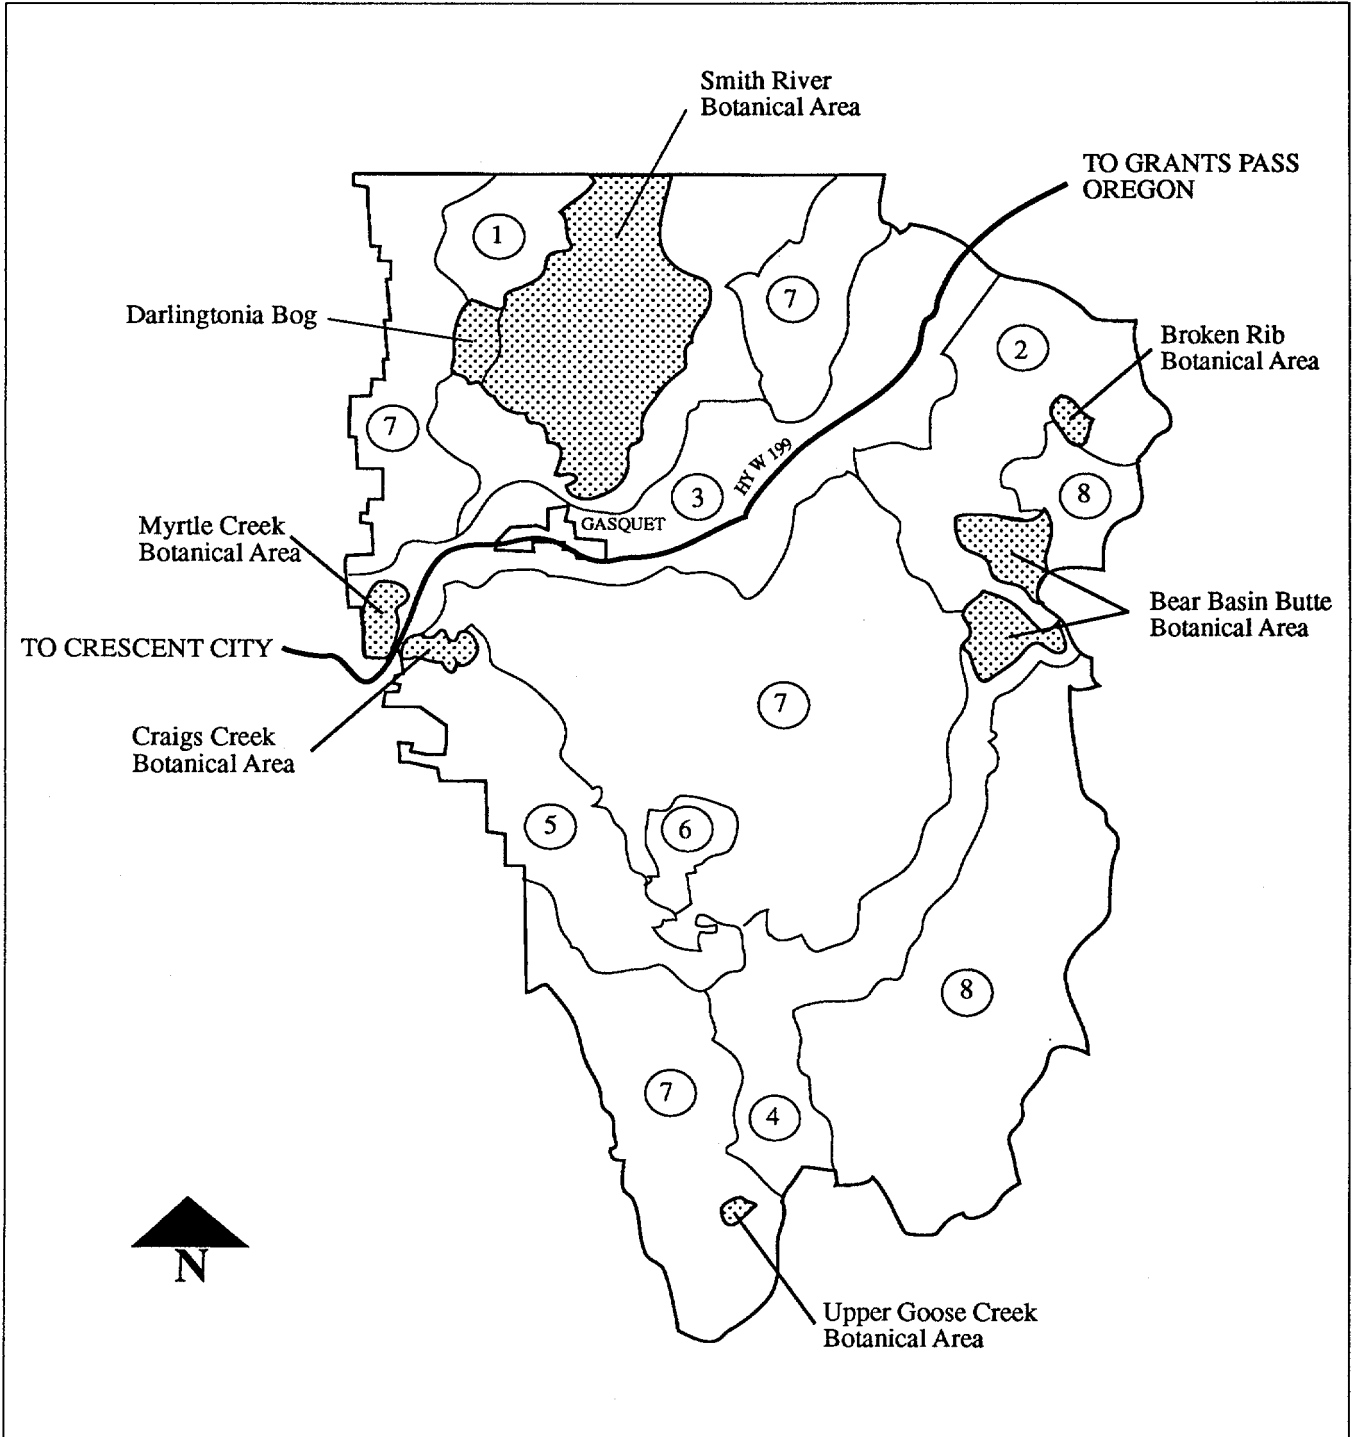 Smith River
Botanical Area
TO GRANTS PASS
OREGON
1
7
Darlingtonia Bog
2
Broken Rib
Botanical Area
7
HYW 199
3
8
GASQUET
Myrtle Creek
Botanical Area
Bear Basin Butte
Botanical Area
TO CRESCENT CITY
7
Craigs Creek
Botanical Area
5
6
8
7
4
N
Upper Goose Creek
Botanical Area